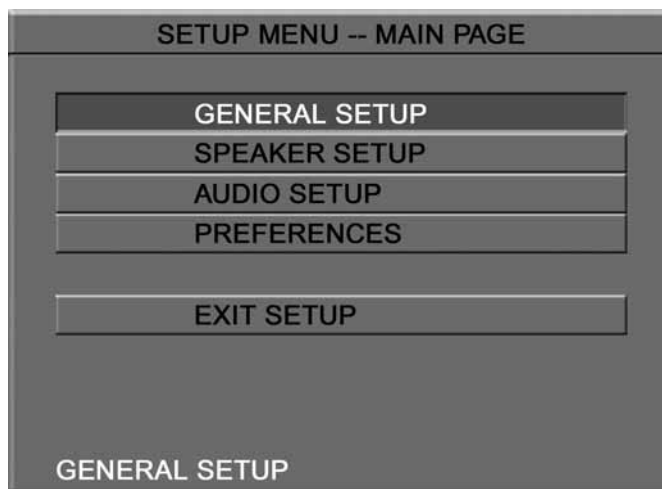 SETUP MENU -- MAIN PAGE
GENERAL SETUP
SPEAKER SETUP
AUDIO SETUP
PREFERENCES
EXIT SETUP
GENERAL SETUP